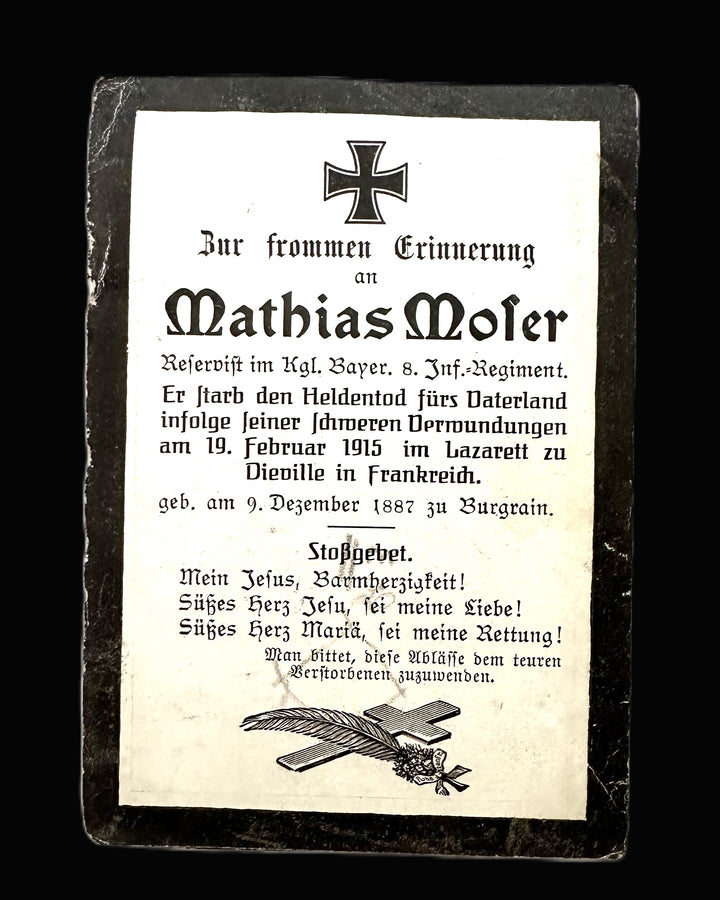 Zur frommen Erinnerung
an
Mathias Moser
Reservist im Kgl. Bayer. 8. Inf.-Regiment.
Er starb den Heldentod fürs Vaterland
infolge seiner schweren Verwundungen
am 19. Februar 1915 im Lazarett zu
Vieville in Frankreich.
geb. am 9. Dezember 1887 zu Burgrain.
Stoßgebet.
Mein Jesus, Barmherzigkeit!
Süßes Herz Jesu, sei meine Liebe!
Süßes Herz Mariä, sei meine Rettung!
Man bittet, diese Ablässe dem teuren
Verstorbenen zuzuwenden.